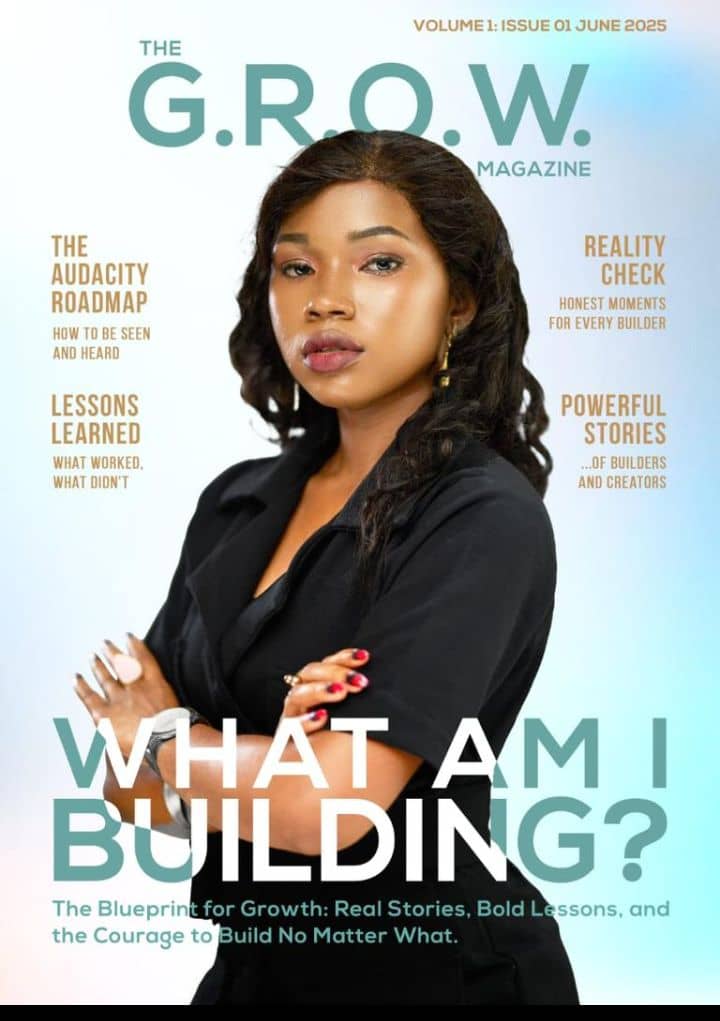 VOLUME 1: ISSUE 01 JUNE 2025
THE
G.R.O.W.
MAGAZINE
THE
AUDACITY
ROADMAP
HOW TO BE SEEN
AND HEARD
REALITY
CHECK
HONEST MOMENTS
FOR EVERY BUILDER
LESSONS
LEARNED
WHAT WORKED,
WHAT DIDN'T
POWERFUL
STORIES
...OF BUILDERS
AND CREATORS
WHAT AM I
BUILDING?
The Blueprint for Growth: Real Stories, Bold Lessons, and
the Courage to Build No Matter What.